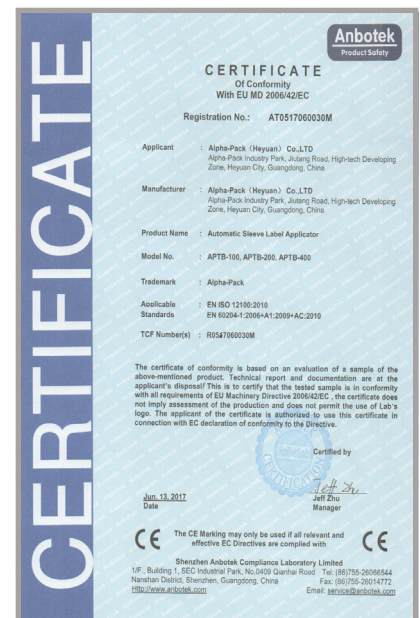 CERTIFICATE
Anbotek
Product Safety
CERTIFICATE
Of Conformity
With EU MD 2006/42/EC
Registration No.: AT0517060030M
Applicant : Alpha-Pack (Heyuan) Co.,LTD
Alpha-Pack Industry Park, Jiutang Road, High-tech Developing
Zone, Heyuan City, Guangdong, China
Manufacturer : Alpha-Pack (Heyuan) Co.,LTD
Alpha-Pack Industry Park, Jiutang Road, High-tech Developing
Zone, Heyuan City, Guangdong, China
Product Name : Automatic Sleeve Label Applicator
Model No. : APTB-100, APTB-200, APTB-400
Trademark : Alpha-Pack
Applicable : EN ISO 12100:2010
Standards EN 60204-1:2006+A1:2009+AC:2010
TCF Number(s) : R0517060030M
The certificate of conformity is based on an evaluation of a sample of the
above-mentioned product. Technical report and documentation are at the
applicant's disposal/ This is to certify that the tested sample is in conformity
with all requirements of EU Machinery Directive 2006/42/EC , the certificate does
not imply assessment of the production and does not permit the use of Lab's
logo. The applicant of the certificate is authorized to use this certificate in
connection with EC declaration of conformity to the Directive.
Certified by
Jeff Zhu
Jun. 13, 2017 Jeff Zhu
Date Manager
CE The CE Marking may only be used if all relevant and CE
effective EC Directives are complied with
Shenzhen Anbotek Compliance Laboratory Limited
1/F., Building 1, SEC Industrial Park, No.0409 Qianhai Road Tel: (86)755-26066544
Nanshan District, Shenzhen, Guangdong, China Fax: (86)755-26014772
Http://www.anbotek.com Email: service@anbotek.com